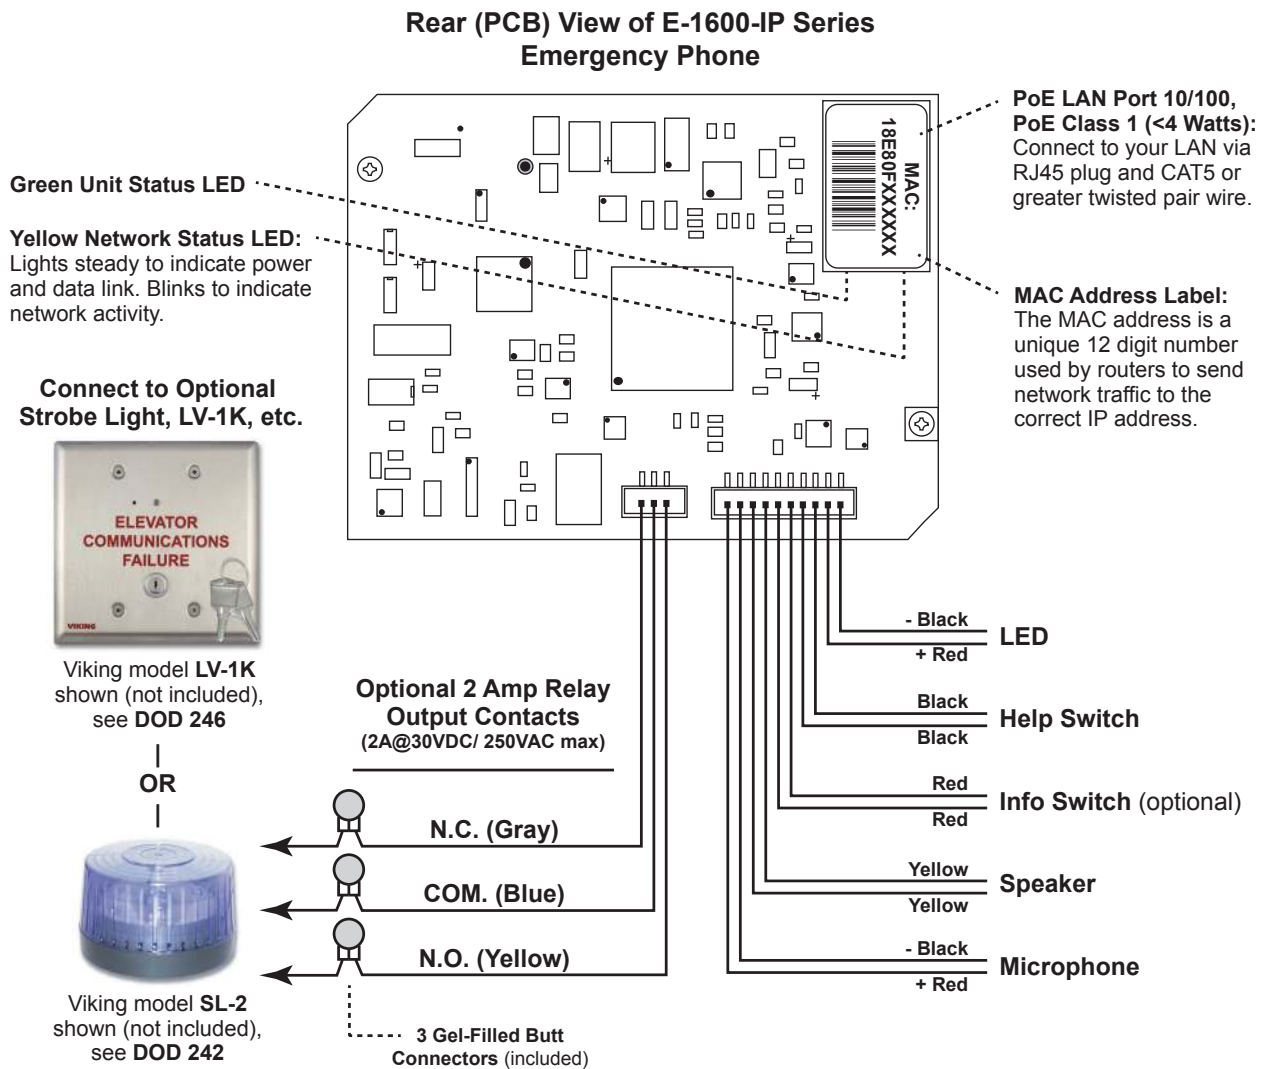 Rear (PCB) View of E-1600-IP Series
Emergency Phone
PoE LAN Port 10/100,
PoE Class 1 (<4 Watts):
Connect to your LAN via
RJ45 plug and CAT5 or
greater twisted pair wire.
MAC:
18E80FXXXXXX
Green Unit Status LED
Yellow Network Status LED:
Lights steady to indicate power
and data link. Blinks to indicate
network activity.
MAC Address Label:
The MAC address is a
unique 12 digit number
used by routers to send
network traffic to the
correct IP address.
Connect to Optional
Strobe Light, LV-1K, etc.
ELEVATOR
COMMUNICATIONS
FAILURE
VIKING
Viking model LV-1K
shown (not included),
see DOD 246
OR
Viking model SL-2
shown (not included),
see DOD 242
Optional 2 Amp Relay
Output Contacts
(2A@30VDC/ 250VAC max)
N.C. (Gray)
COM. (Blue)
N.O. (Yellow)
3 Gel-Filled Butt
Connectors (included)
- Black
LED
+ Red
Black
Help Switch
Black
Red
Info Switch (optional)
Red
Yellow
Speaker
Yellow
- Black
Microphone
+ Red